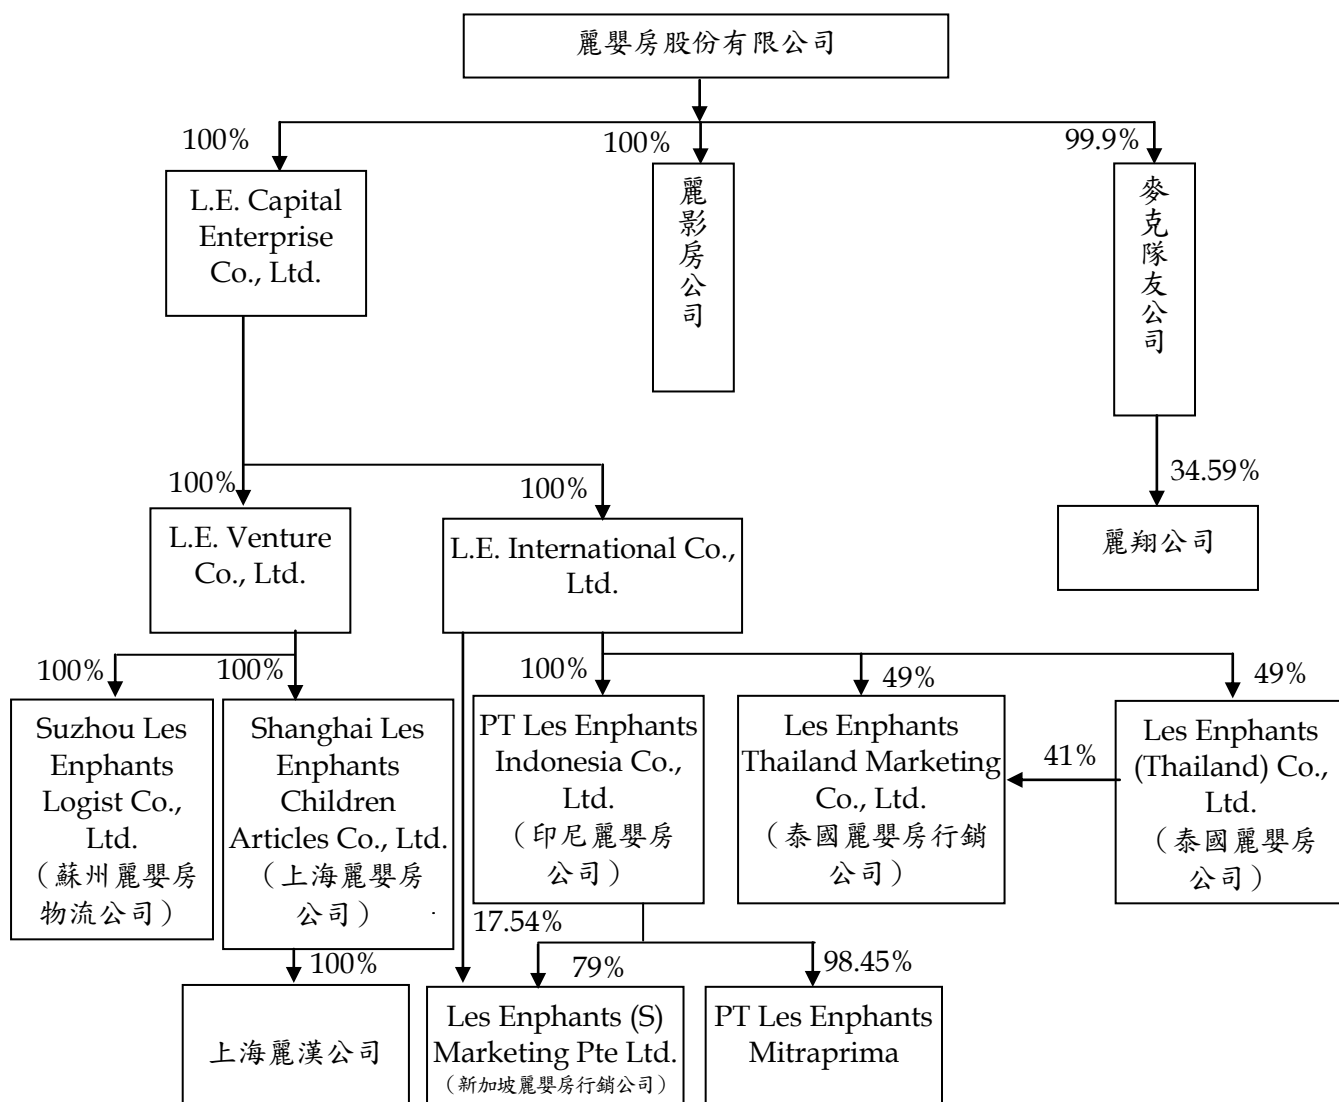 麗嬰房股份有限公司
100%
100%
99.9%
L.E. Capital
Enterprise
Co., Ltd.
麗影房公司
麥克隊友公司
34.59%
100%
100%
L.E. Venture
Co., Ltd.
L.E. International Co.,
Ltd.
麗翔公司
100%
100%
100%
49%
49%
Suzhou Les
Enphants
Logist Co.,
Ltd.
（蘇州麗嬰房
物流公司）
Shanghai Les
Enphants
Children
Articles Co., Ltd.
（上海麗嬰房
公司）
PT Les Enphants
Indonesia Co.,
Ltd.
（印尼麗嬰房
公司）
Les Enphants
Thailand Marketing
Co., Ltd.
（泰國麗嬰房行銷
公司）
41%
Les Enphants
(Thailand) Co.,
Ltd.
（泰國麗嬰房
公司）
17.54%
100%
79%
98.45%
上海麗漢公司
Les Enphants (S)
Marketing Pte Ltd.
（新加坡麗嬰房行銷公司）
PT Les Enphants
Mitraprima